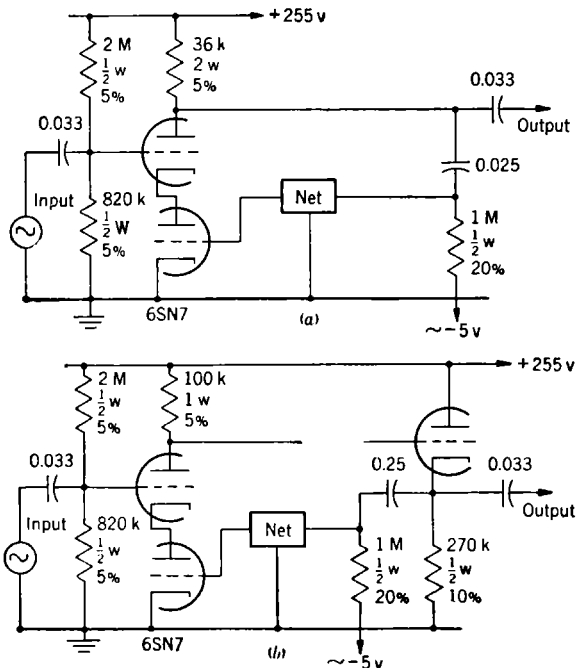 +255 v
2 M
1/2 w
5%
36 k
2 w
5%
0.033
0.033
Output
0.025
Input
820 k
1/2 W
5%
Net
1 M
1/2 w
20%
6SN7
(a)
~-5 v
+255 v
2 M
1/2 w
5%
100 k
1 w
5%
0.033
0.25
0.033
Output
Input
820 k
1/2 w
5%
Net
1 M
1/2 w
20%
270 k
1/2 w
10%
6SN7
(b)
~-5 v